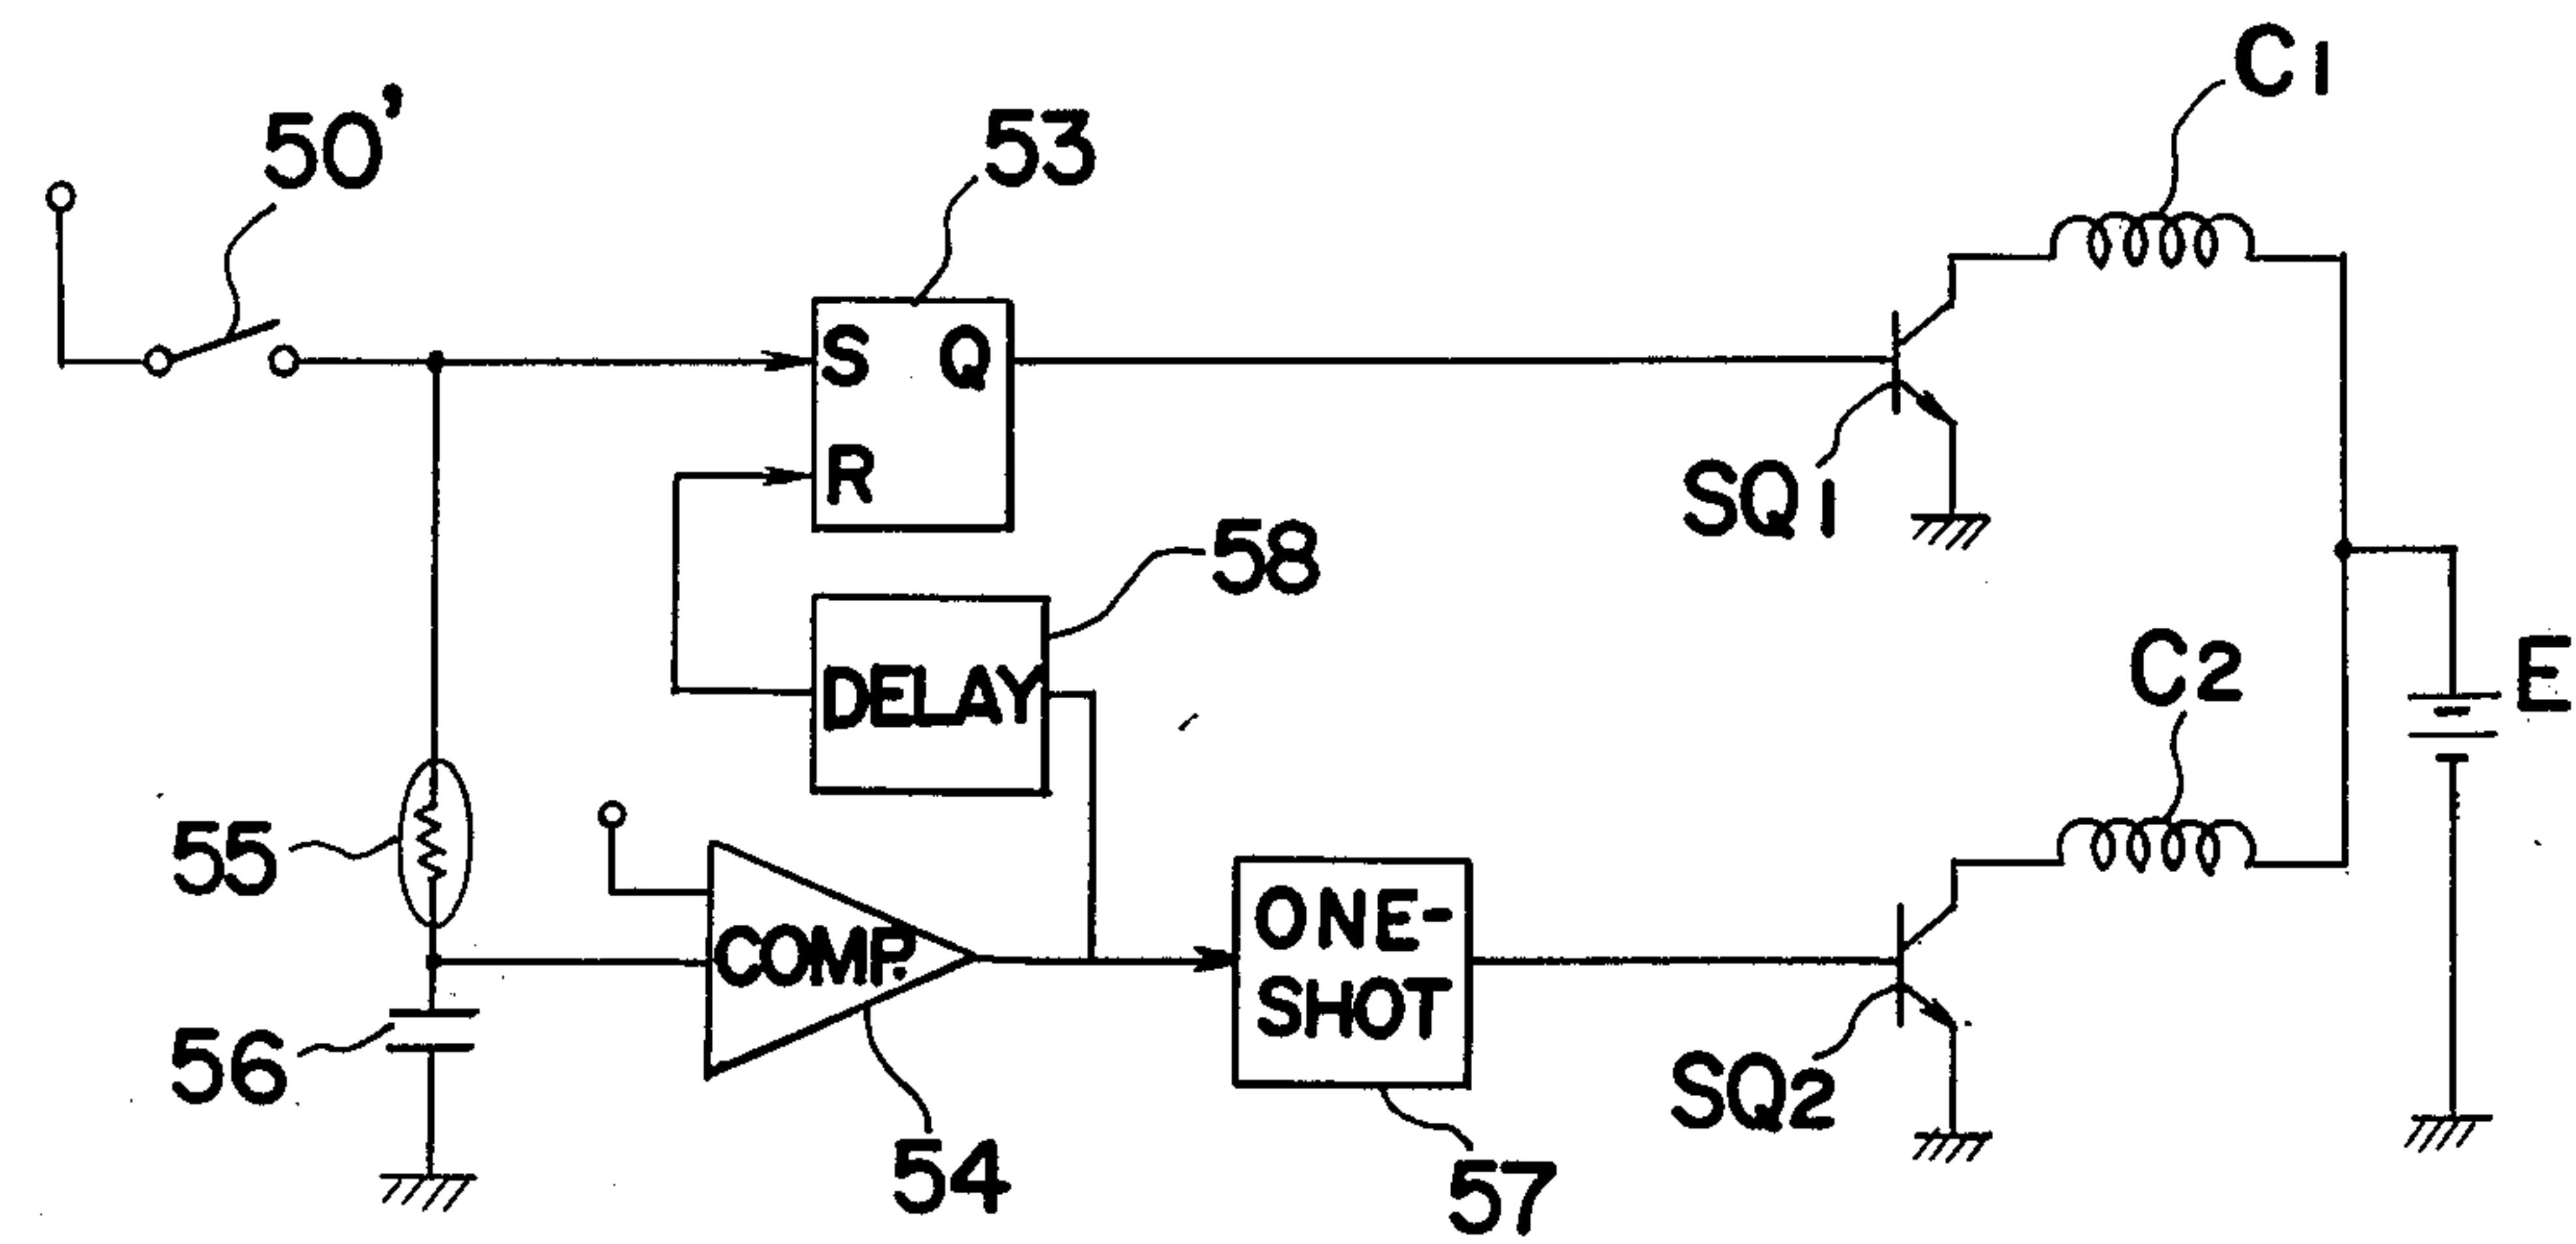 C1
50'
53
S Q
R
SQ1
58
DELAY
C2
E
55
COMP.
ONE-
SHOT
56
SQ2
54
57